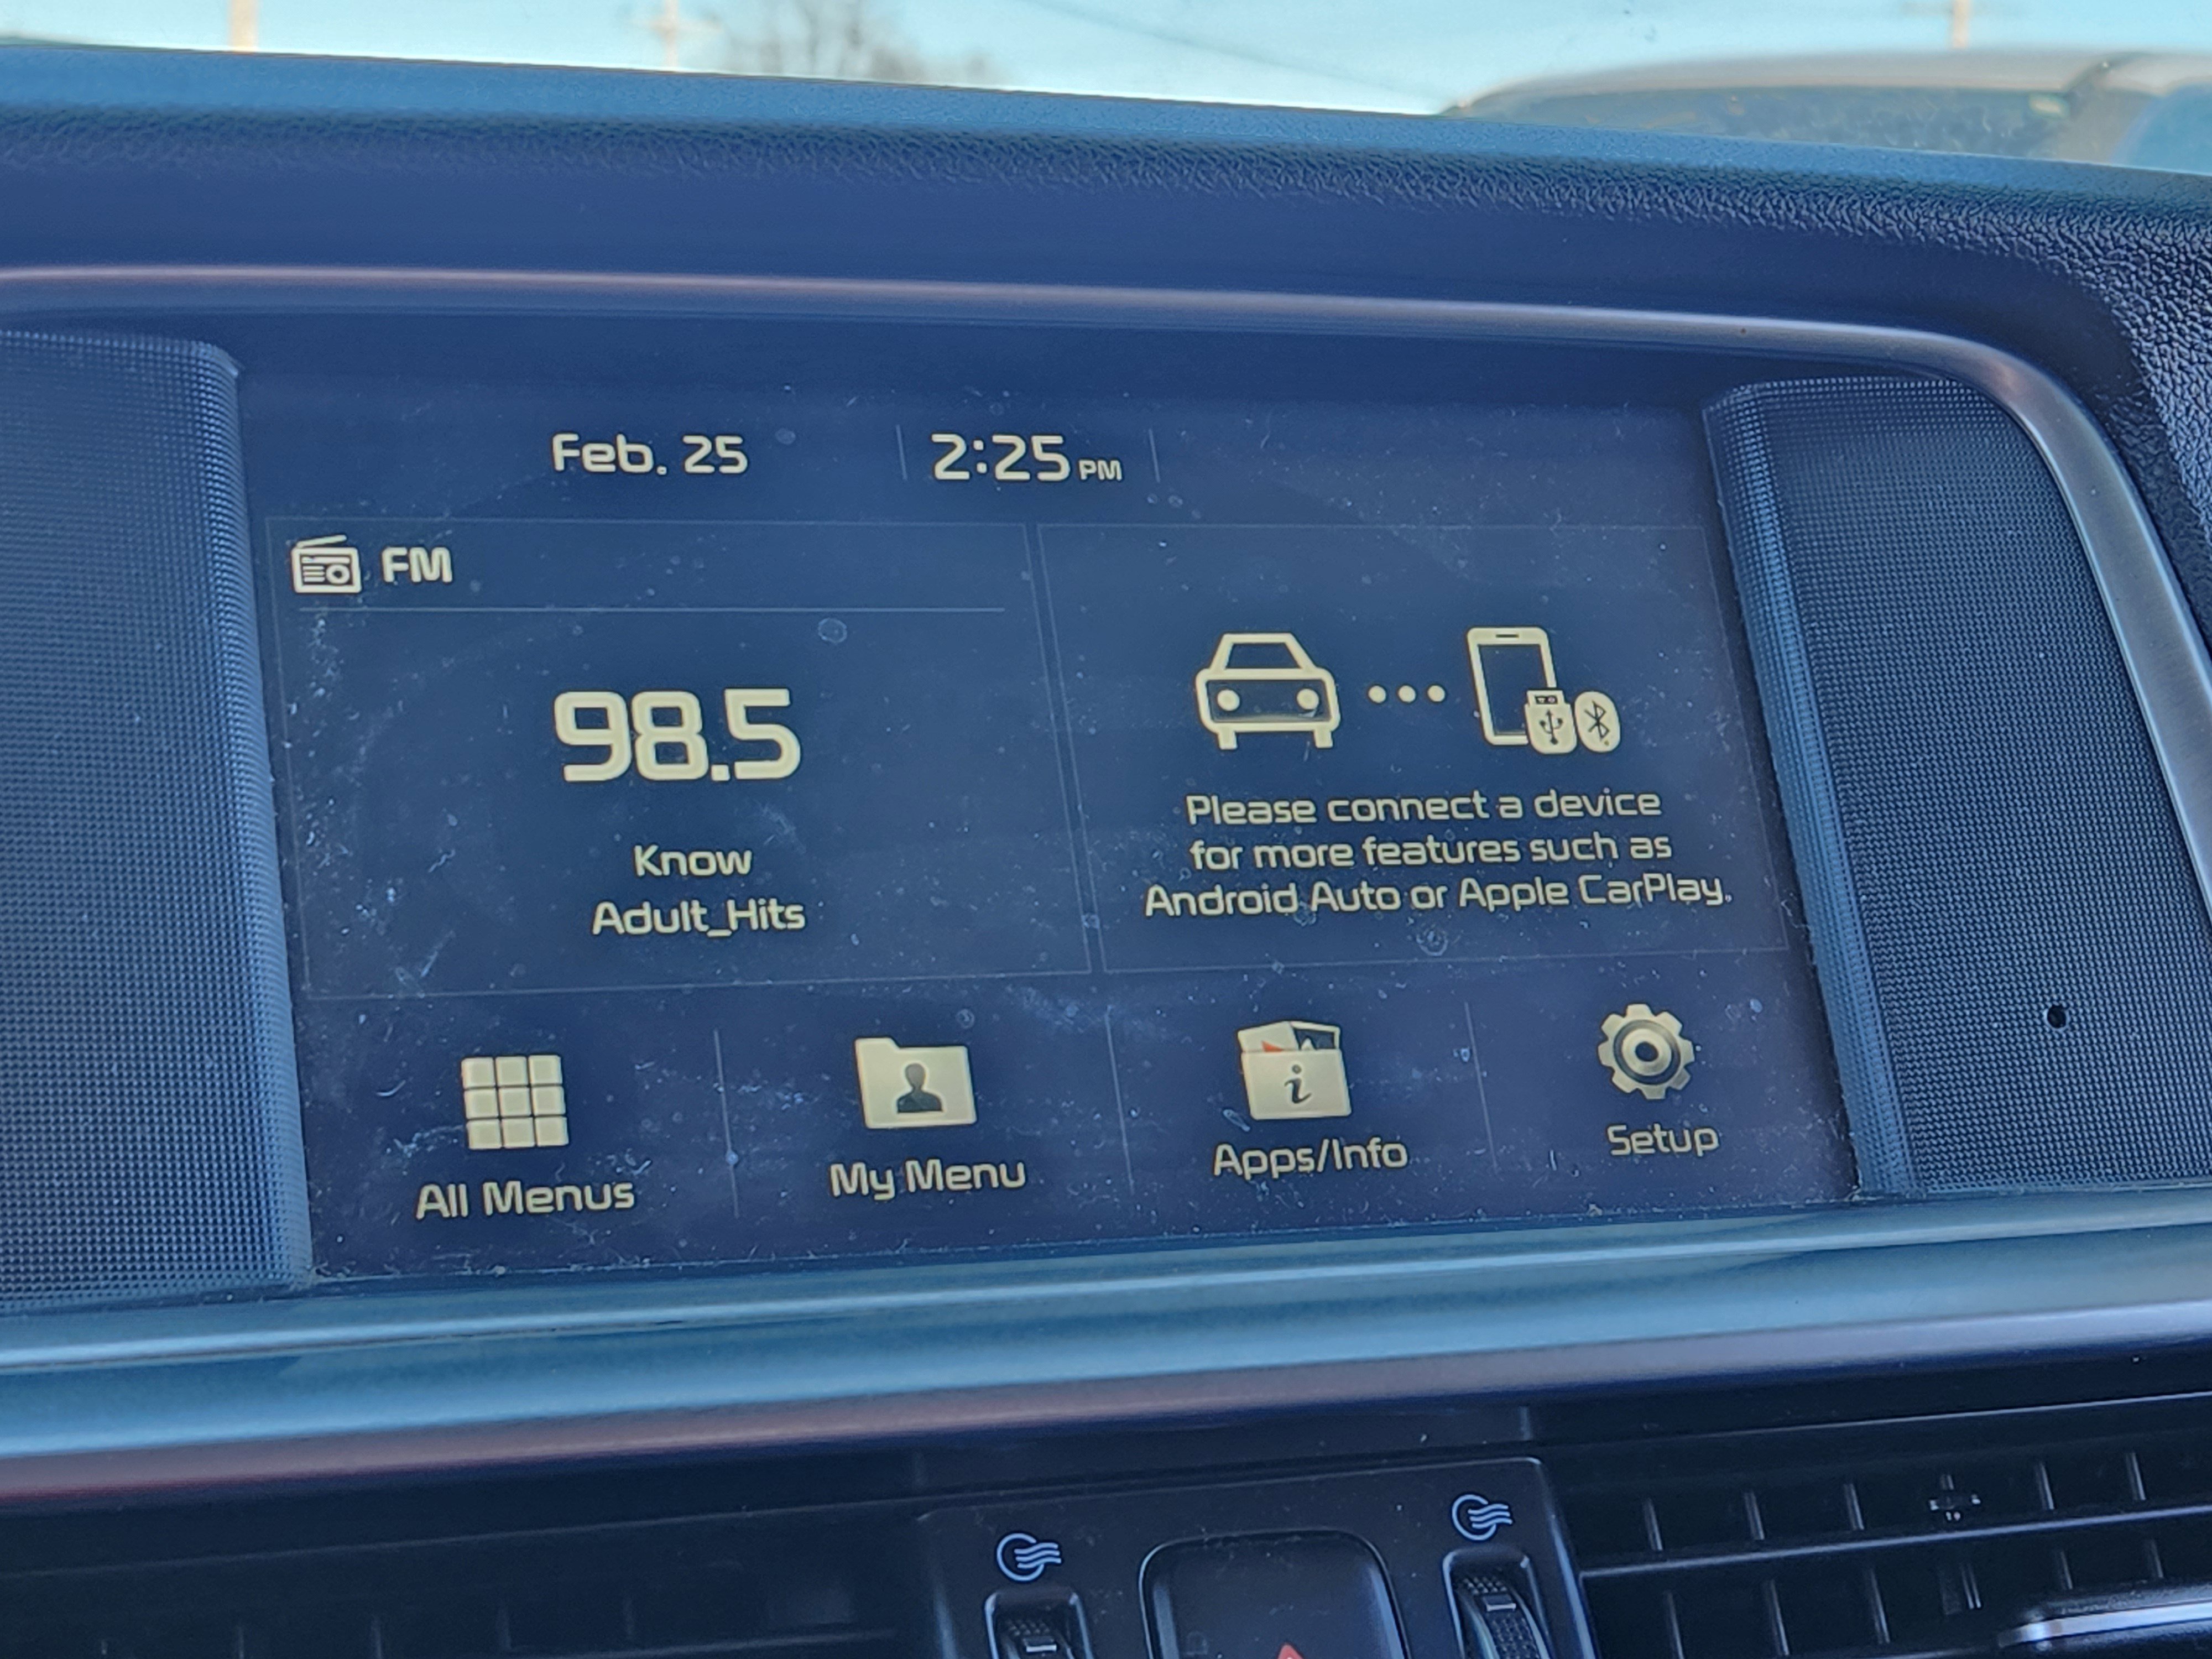 Feb. 25
2:25 PM
FM
98.5
Know
Adult_Hits
Please connect a device
for more features such as
Android Auto or Apple CarPlay.
All Menus
My Menu
Apps/Info
Setup